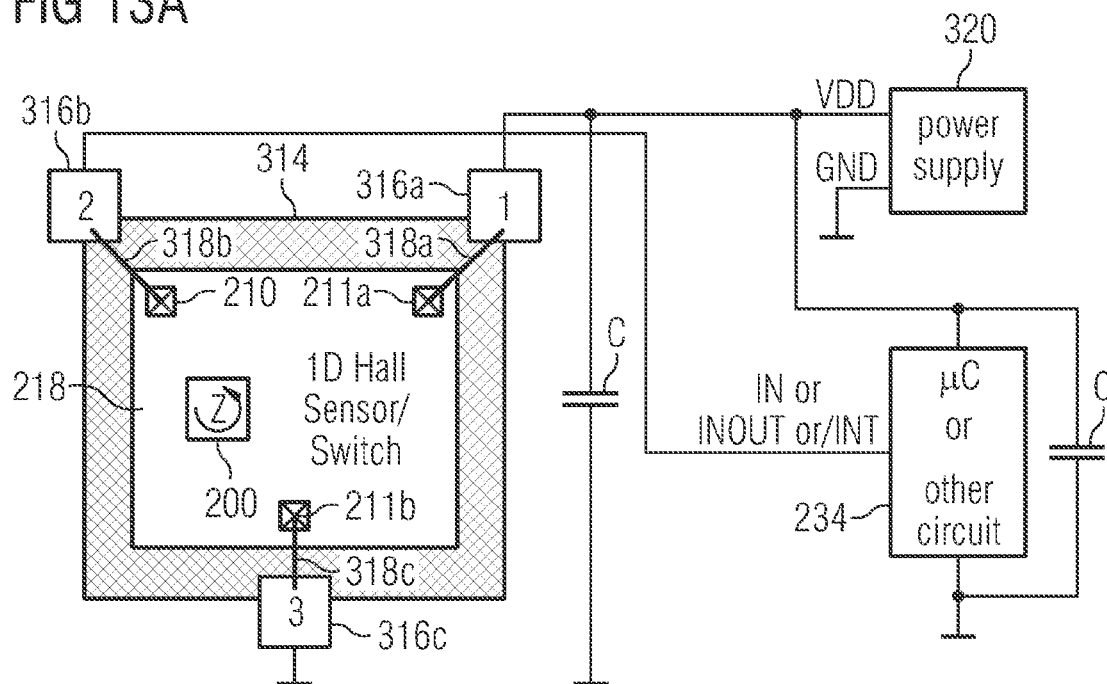 FIG 13A
320
316b
VDD
power
supply
314
316a
GND
2
1
318b
318a
210
211a
C
218
1D Hall
Sensor/
Switch
Z
IN or
INOUT or/INT
µC
or
other
circuit
C
200
211b
234
318c
3
316c